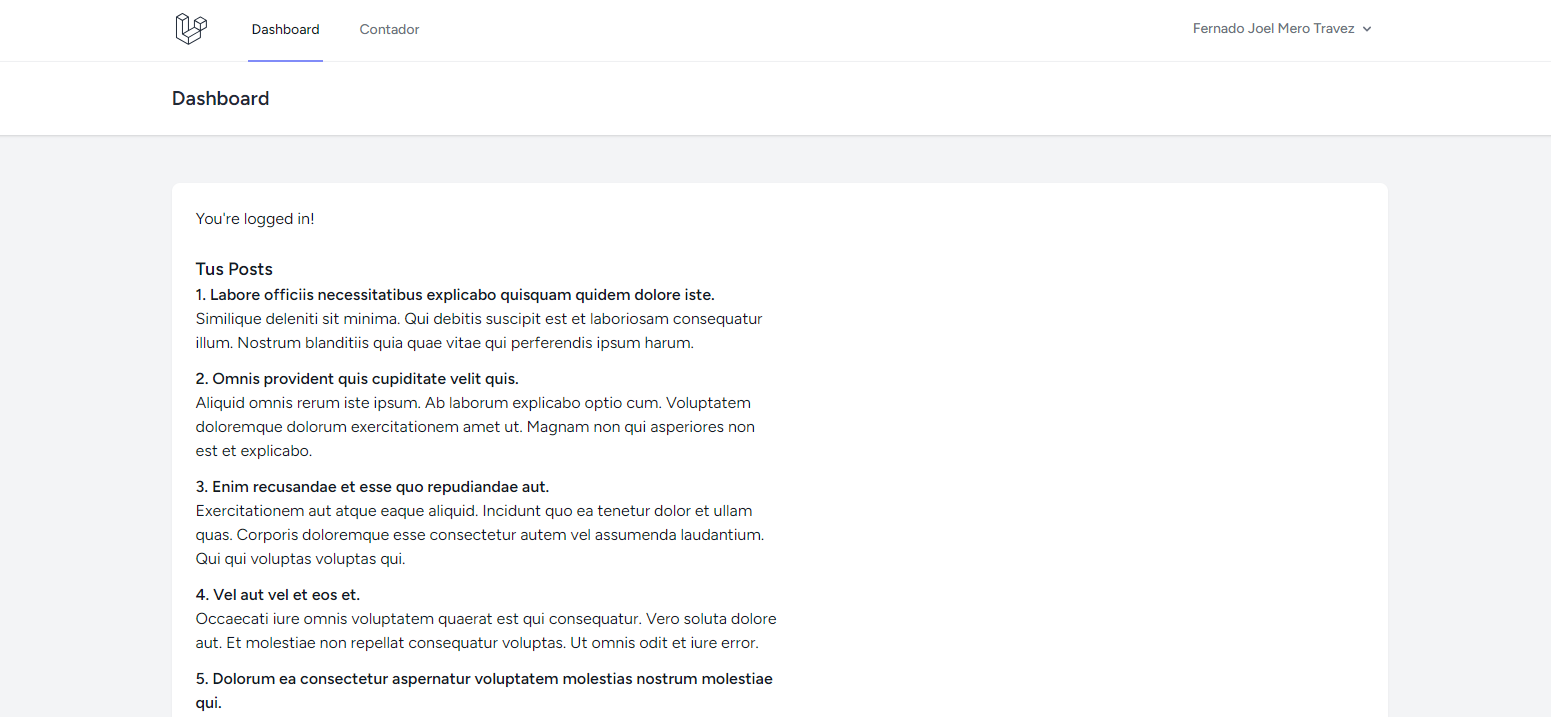 Dashboard
Contador
Fernado Joel Mero Travez
Dashboard
You're logged in!
Tus Posts
1. Labore officiis necessitatibus explicabo quisquam quidem dolore iste.
Similique deleniti sit minima. Qui debitis suscipit est et laboriosam consequatur
illum. Nostrum blanditiis quia quae vitae qui perferendis ipsum harum.
2. Omnis provident quis cupiditate velit quis.
Aliquid omnis rerum iste ipsum. Ab laborum explicabo optio cum. Voluptatem
doloremque dolorum exercitationem amet ut. Magnam non qui asperiores non
est et explicabo.
3. Enim recusandae et esse quo repudiandae aut.
Exercitationem aut atque eaque aliquid. Incidunt quo ea tenetur dolor et ullam
quas. Corporis doloremque esse consectetur autem vel assumenda laudantium.
Qui qui voluptas voluptas qui.
4. Vel aut vel et eos et.
Occaecati iure omnis voluptatem quaerat est qui consequatur. Vero soluta dolore
aut. Et molestiae non repellat consequatur voluptas. Ut omnis odit et iure error.
5. Dolorum ea consectetur aspernatur voluptatem molestias nostrum molestiae
qui.